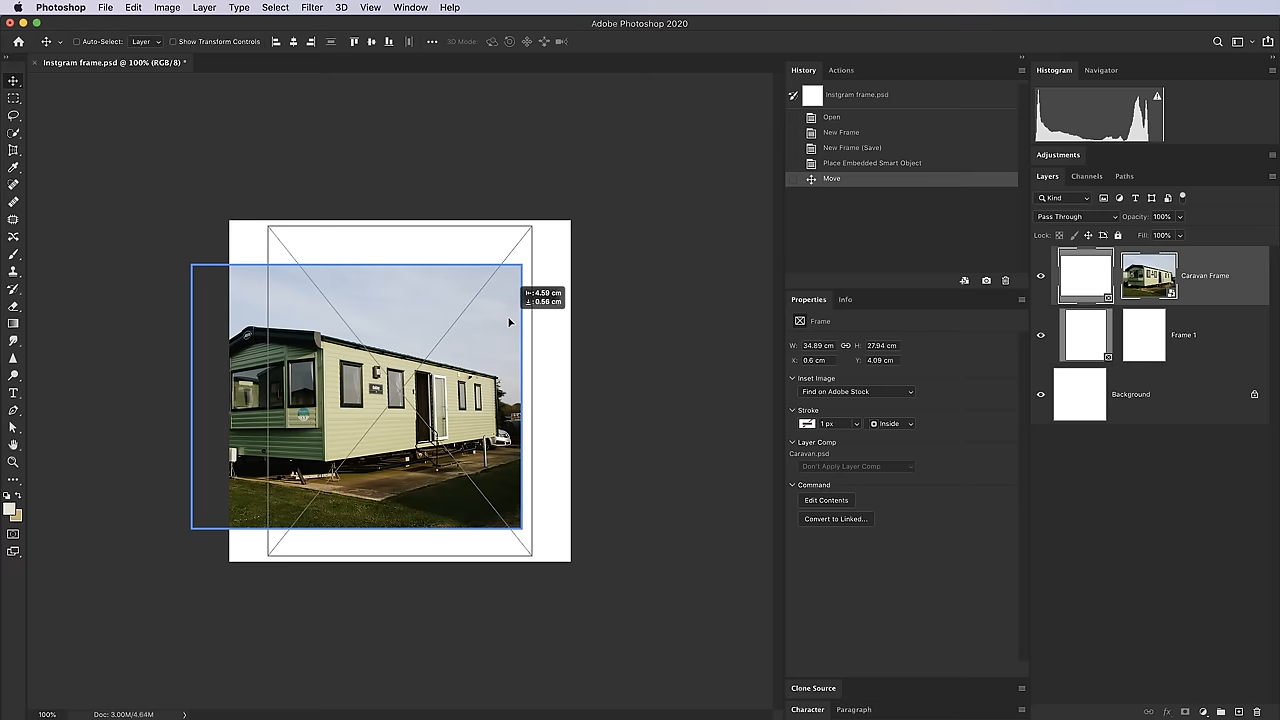 Photoshop File Edit Image Layer Type Select Filter 3D View Window Help
Adobe Photoshop 2020
Auto-Select: Layer Show Transform Controls 3D Mode:
Instgram frame.psd @ 100% (RGB/8) *
History Actions
Instgram frame.psd
Open
New Frame
New Frame (Save)
Place Embedded Smart Object
Move
4.59 cm
0.56 cm
Properties Info
Frame
W: 34.89 cm H: 27.94 cm
X: 0.6 cm Y: 4.09 cm
Inset Image
Find on Adobe Stock
Stroke
1 px Inside
Layer Comp
Caravan.psd
Don't Apply Layer Comp
Command
Edit Contents
Convert to Linked...
Clone Source
Character Paragraph
Histogram Navigator
Adjustments
Layers Channels Paths
Kind
Pass Through Opacity: 100%
Lock: Fill: 100%
Caravan Frame
Frame 1
Background
100% Doc: 3.00M/4.64M